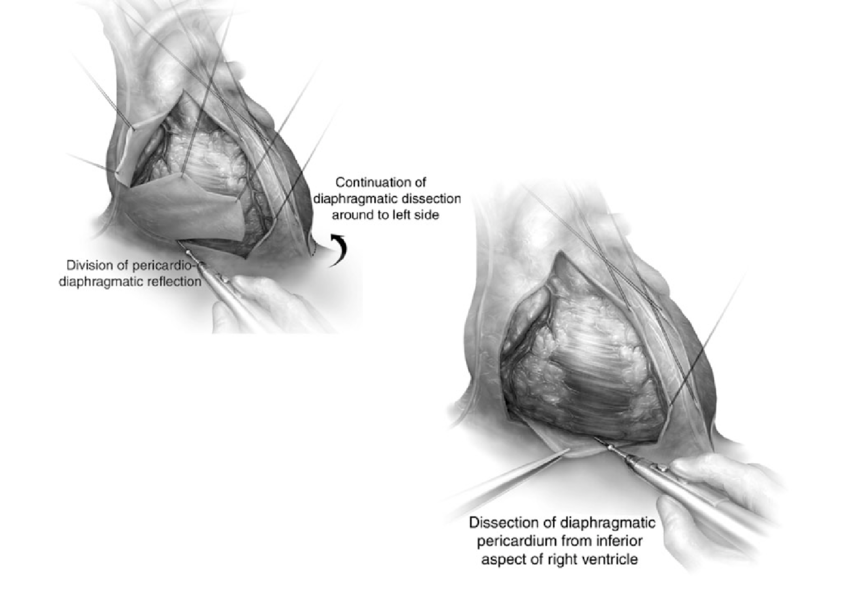 Continuation of
diaphragmatic dissection
around to left side
Division of pericardio-
diaphragmatic reflection
Dissection of diaphragmatic
pericardium from inferior
aspect of right ventricle